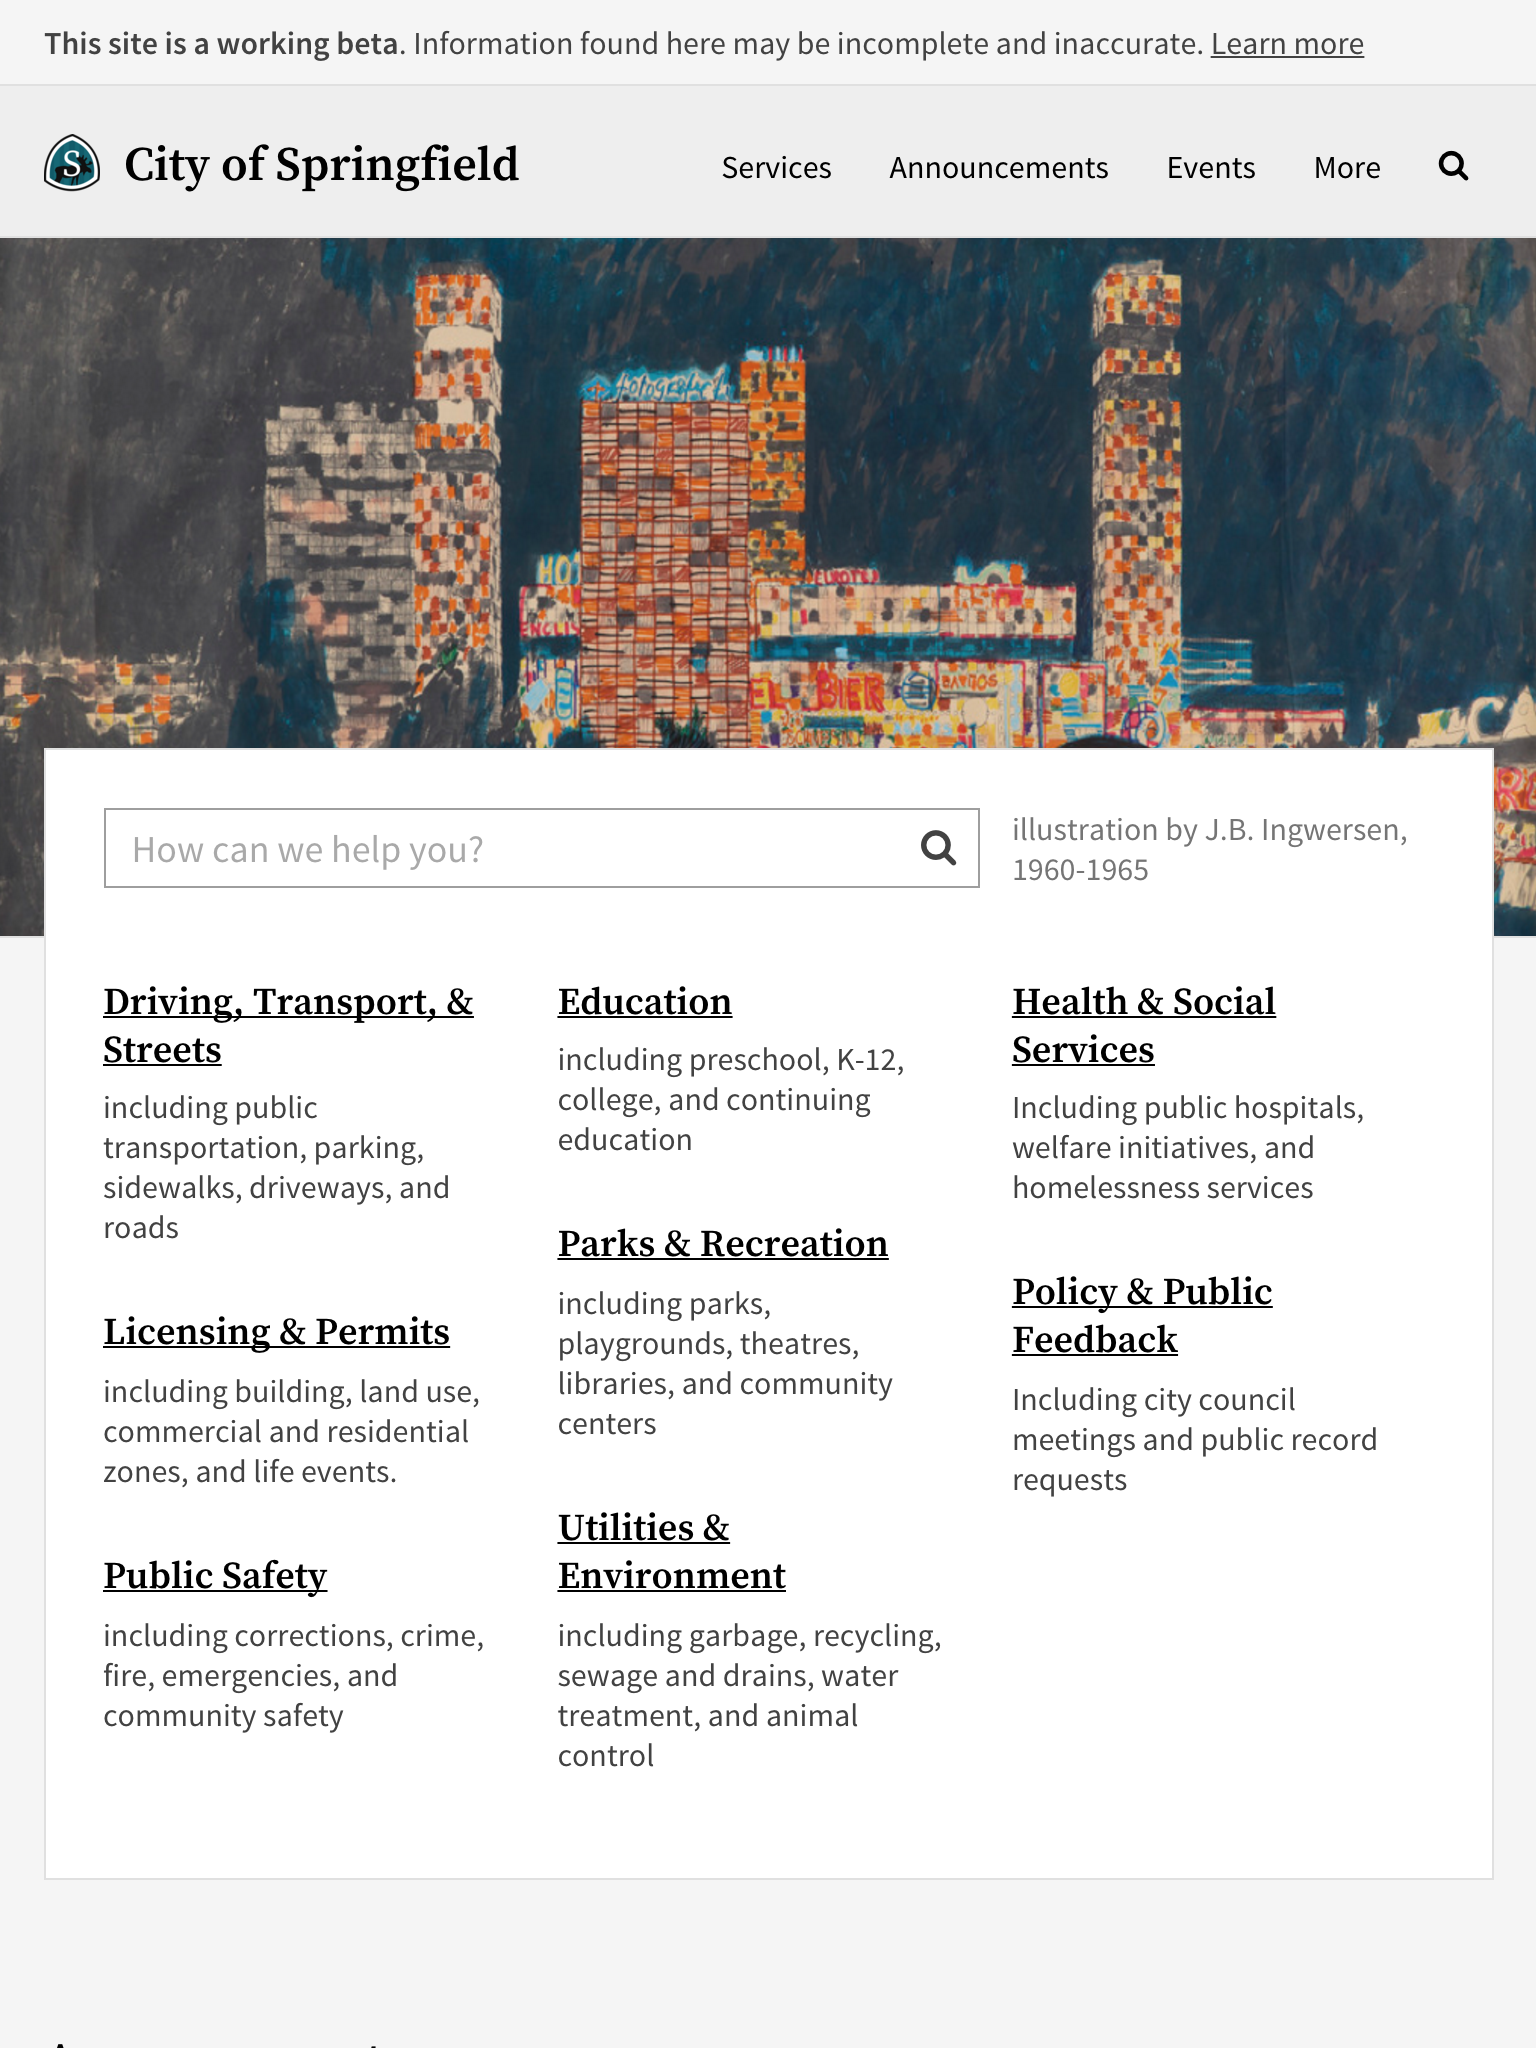 This site is a working beta. Information found here may be incomplete and inaccurate. Learn more
S
City of Springfield
Services
Announcements
Events
More
HO
ENGLIS
EL BIER
How can we help you?
illustration by J.B. Ingwersen,
1960-1965
Driving, Transport, &
Streets
including public
transportation, parking,
sidewalks, driveways, and
roads
Licensing & Permits
including building, land use,
commercial and residential
zones, and life events.
Public Safety
including corrections, crime,
fire, emergencies, and
community safety
Education
including preschool, K-12,
college, and continuing
education
Parks & Recreation
including parks,
playgrounds, theatres,
libraries, and community
centers
Utilities &
Environment
including garbage, recycling,
sewage and drains, water
treatment, and animal
control
Health & Social
Services
Including public hospitals,
welfare initiatives, and
homelessness services
Policy & Public
Feedback
Including city council
meetings and public record
requests